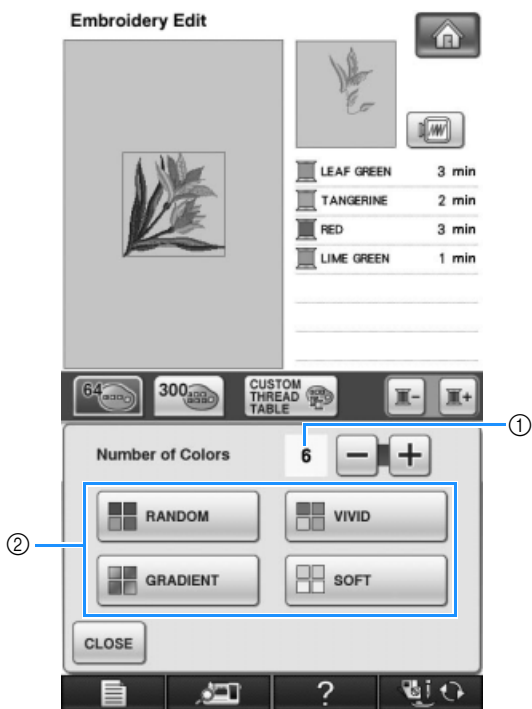 Embroidery Edit
LEAF GREEN 3 min
TANGERINE 2 min
RED 3 min
LIME GREEN 1 min
64
300
CUSTOM
THREAD
TABLE
- +
①
Number of Colors 6 - +
②
RANDOM VIVID
GRADIENT SOFT
CLOSE
?